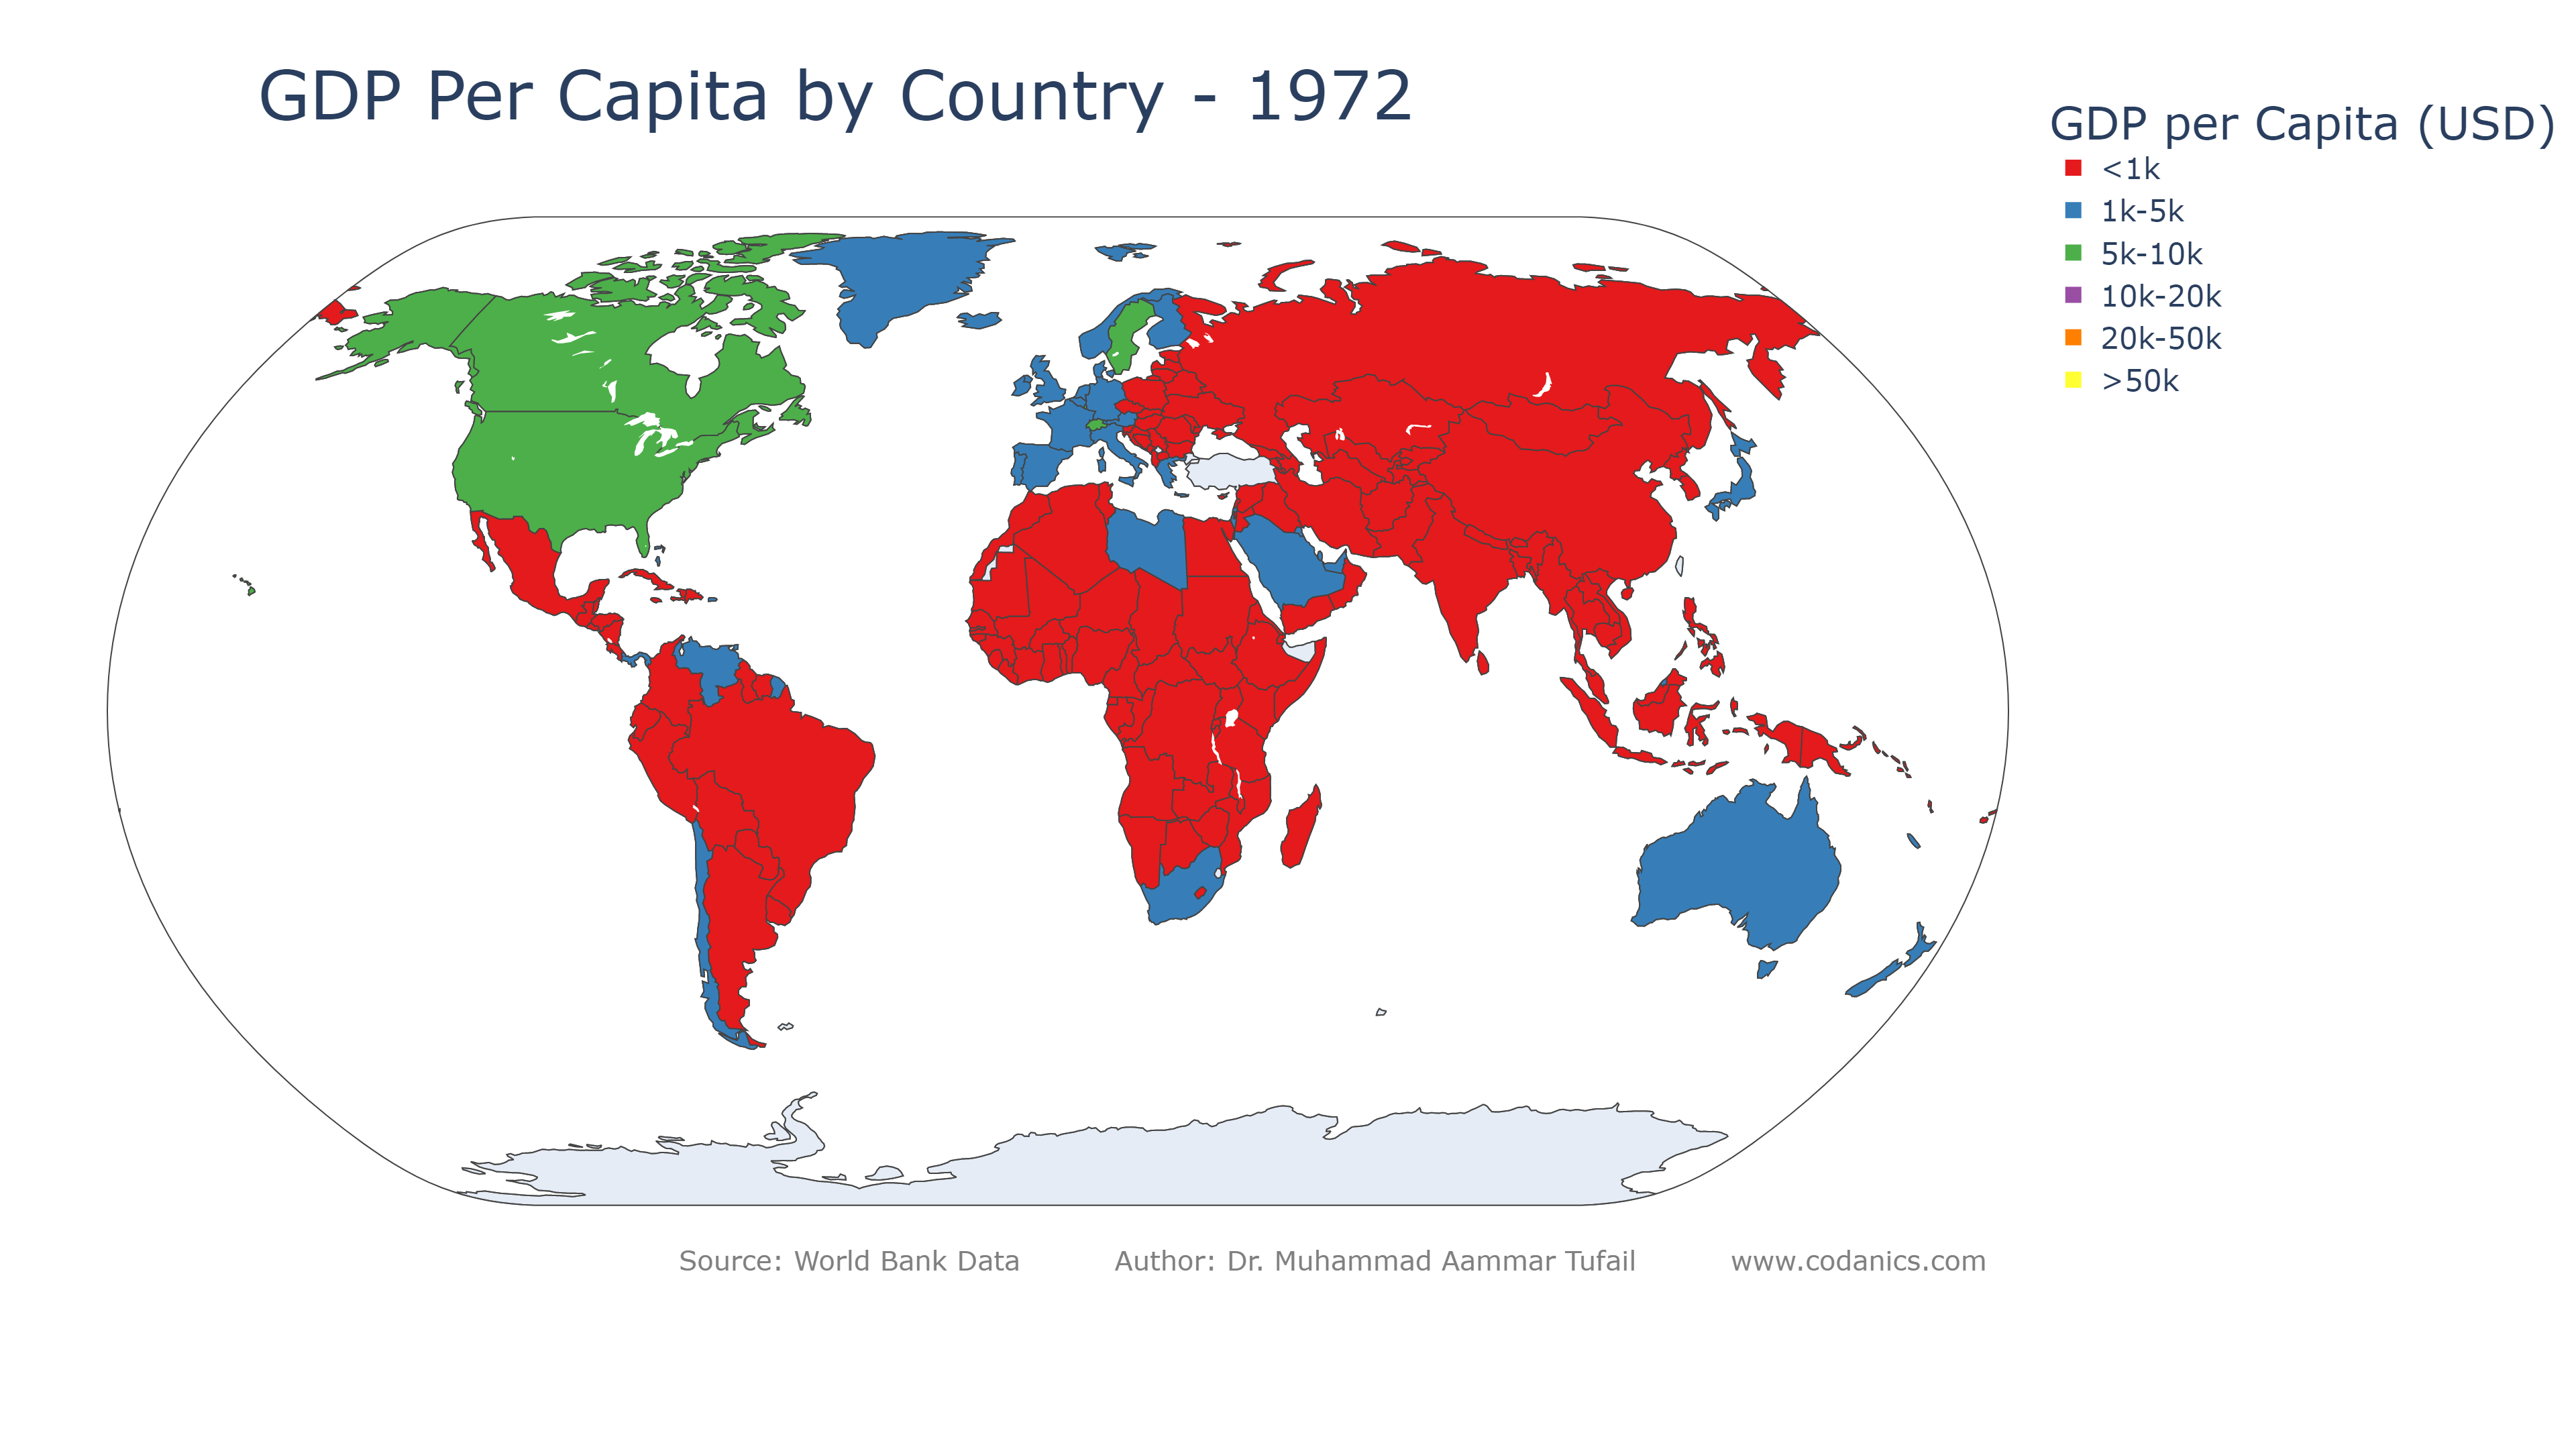 GDP Per Capita by Country - 1972
GDP per Capita (USD)
<1k
1k-5k
5k-10k
10k-20k
20k-50k
>50k
Source: World Bank Data Author: Dr. Muhammad Aammar Tufail www.codanics.com